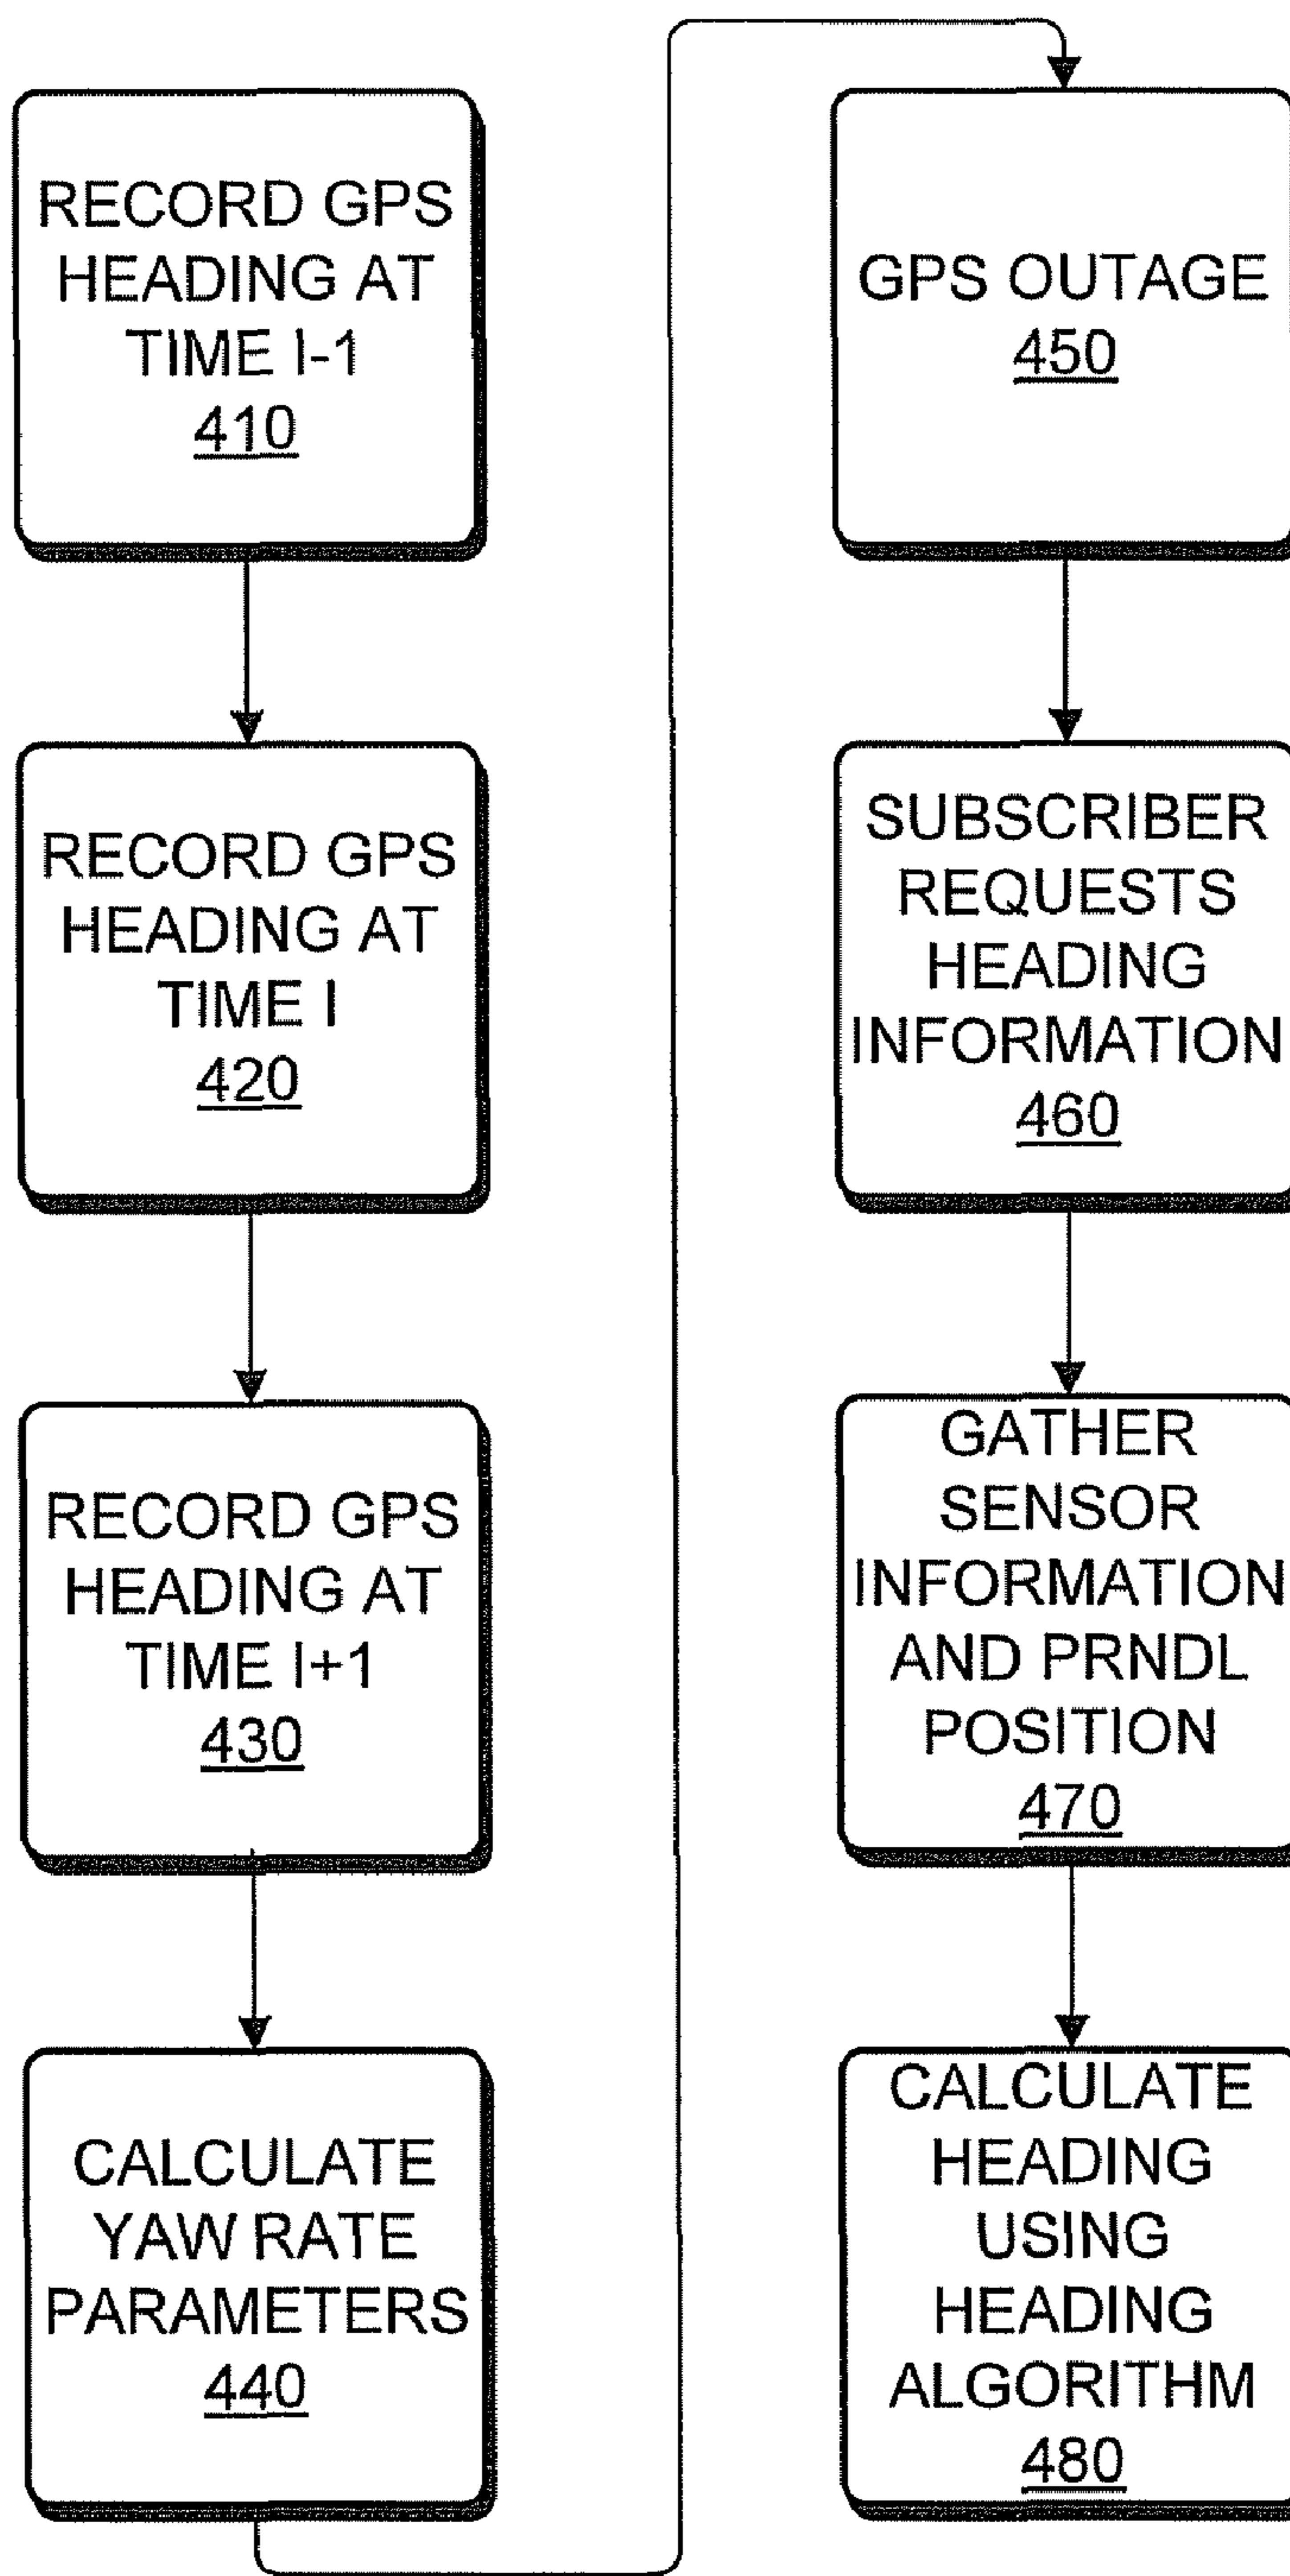 RECORD GPS
HEADING AT
TIME I-1
410
RECORD GPS
HEADING AT
TIME I
420
RECORD GPS
HEADING AT
TIME I+1
430
CALCULATE
YAW RATE
PARAMETERS
440
GPS OUTAGE
450
SUBSCRIBER
REQUESTS
HEADING
INFORMATION
460
GATHER
SENSOR
INFORMATION
AND PRNDL
POSITION
470
CALCULATE
HEADING
USING
HEADING
ALGORITHM
480